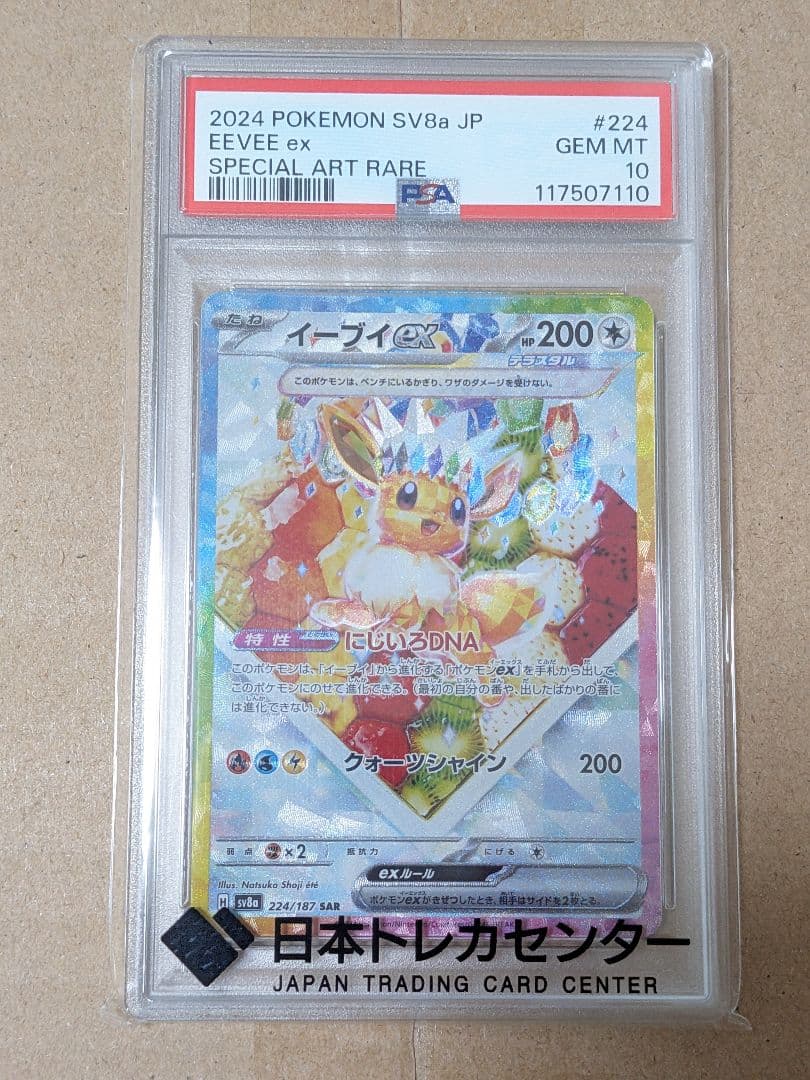 2024 POKEMON SV8a JP #224
EEVEE ex GEM MT
SPECIAL ART RARE 10
PSA 117507110
たね イーブイex HP 200
テラスタル
このポケモンは、ベンチにいるかぎり、ワザのダメージを受けない。
特性 にじいろDNA
このポケモンは、「イーブイ」から進化する「ポケモンex」を手札から出して、
このポケモンにのせて進化できる。(最初の自分の番や、出したばかりの番に
は進化できない。)
クォーツシャイン 200
弱点 ×2 抵抗力 にげる
exルール
Illus. Natsuko Shoji été
ポケモンexがきぜつしたとき、相手はサイドを2枚とる。
H sv8a 224/187 SAR
日本トレカセンター
JAPAN TRADING CARD CENTER